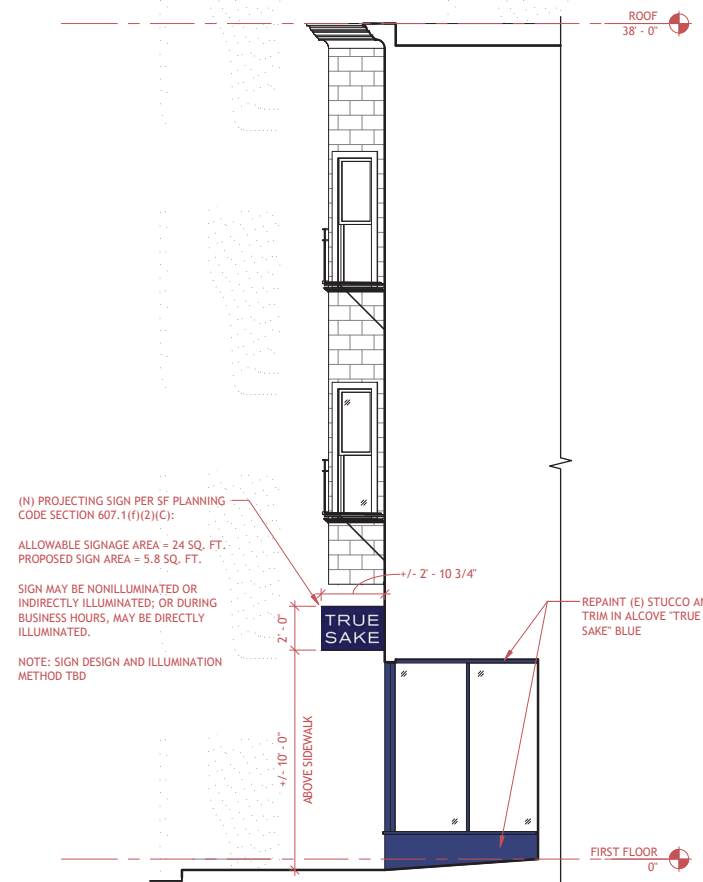 ROOF
38' - 0"
(N) PROJECTING SIGN PER SF PLANNING
CODE SECTION 607.1(f)(2)(C):
ALLOWABLE SIGNAGE AREA = 24 SQ. FT.
PROPOSED SIGN AREA = 5.8 SQ. FT.
SIGN MAY BE NONILLUMINATED OR
INDIRECTLY ILLUMINATED; OR DURING
BUSINESS HOURS, MAY BE DIRECTLY
ILLUMINATED.
NOTE: SIGN DESIGN AND ILLUMINATION
METHOD TBD
+/- 2' - 10 3/4"
2' - 0"
TRUE
SAKE
REPAINT (E) STUCCO AN
TRIM IN ALCOVE "TRUE
SAKE" BLUE
+/- 10' - 0"
ABOVE SIDEWALK
FIRST FLOOR
0"